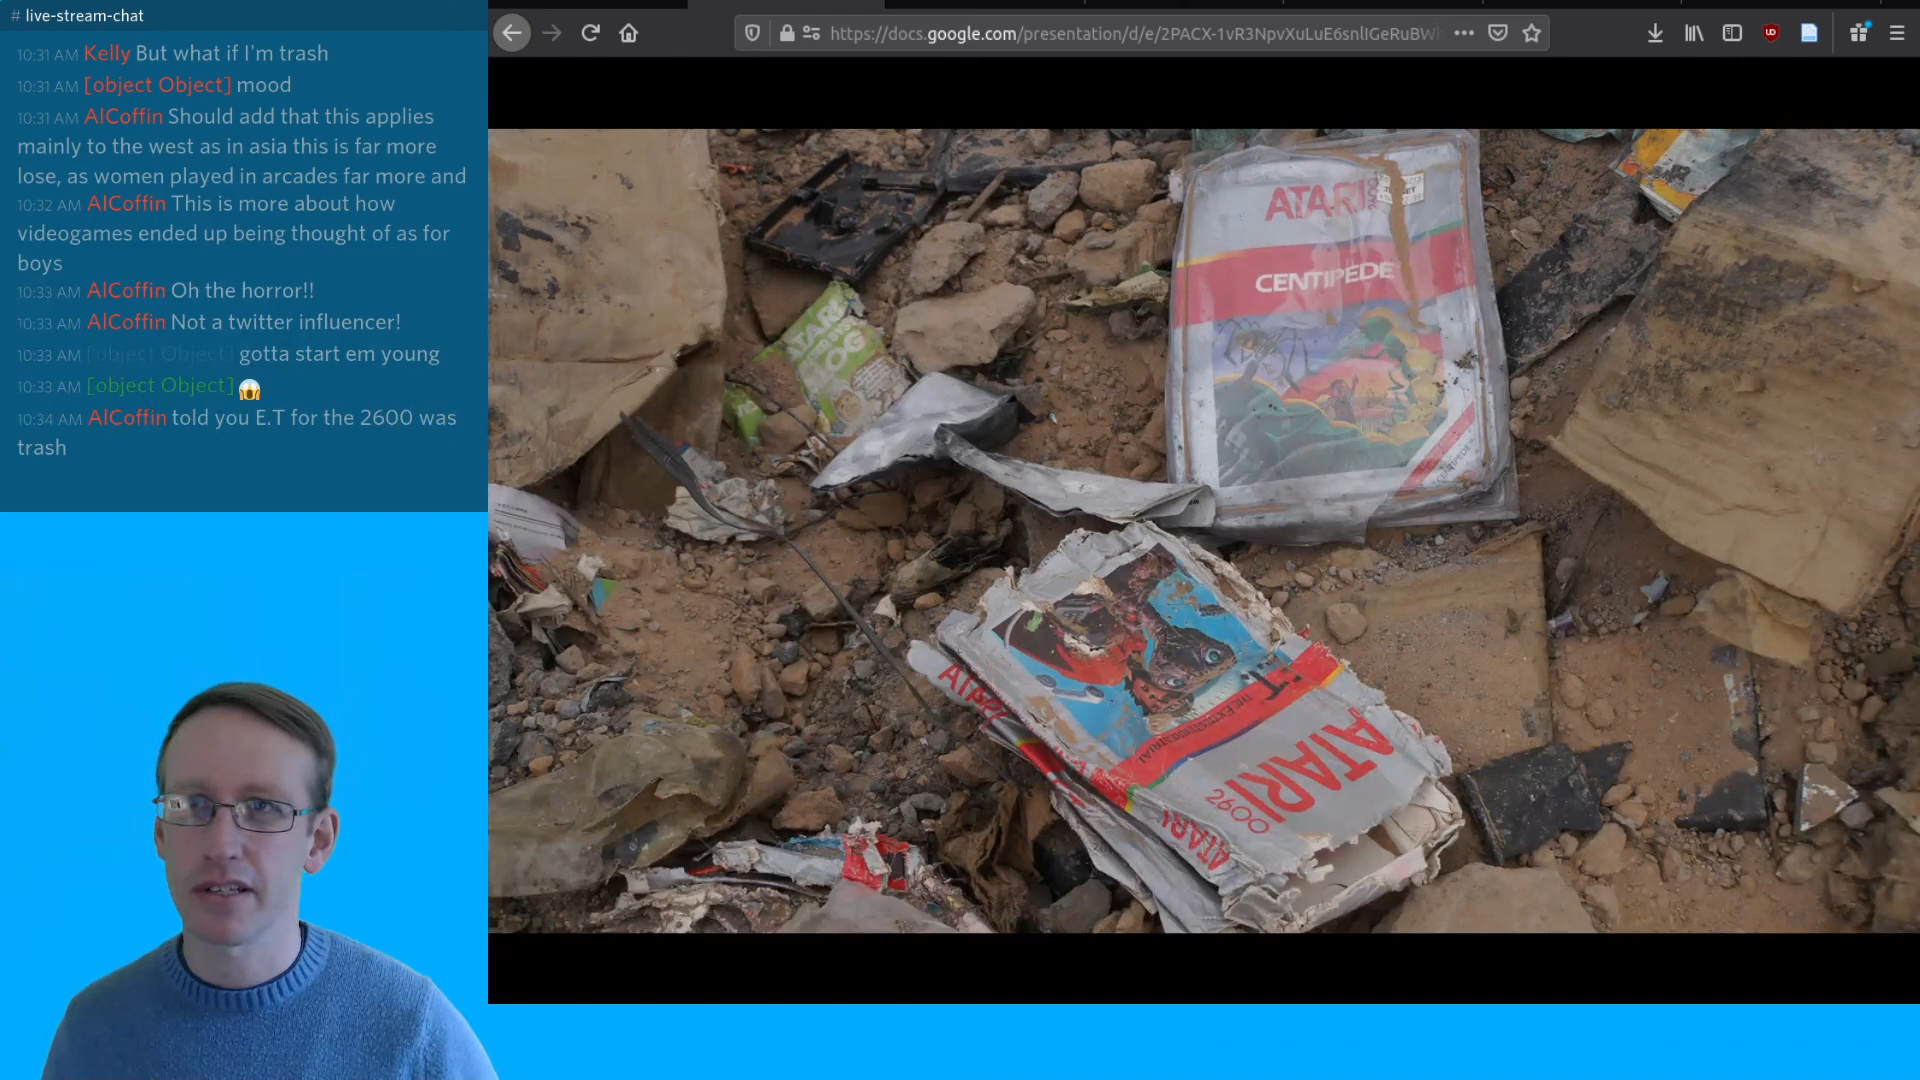 # live-stream-chat
10:31 AM Kelly But what if I'm trash
10:31 AM [object Object] mood
10:31 AM AlCoffin Should add that this applies
mainly to the west as in asia this is far more
lose, as women played in arcades far more and
10:32 AM AlCoffin This is more about how
videogames ended up being thought of as for
boys
10:33 AM AlCoffin Oh the horror!!
10:33 AM AlCoffin Not a twitter influencer!
10:33 AM [object Object] gotta start em young
10:33 AM [object Object] 😱
10:34 AM AlCoffin told you E.T for the 2600 was
trash
https://docs.google.com/presentation/d/e/2PACX-1vR3NpvXuLuE6snlIGeRuBW
ATARI
2600
CENTIPEDE
CENTIPEDE
ATARI
THE EXTRATERRESTRIAL
ATARI
2600
ATARI